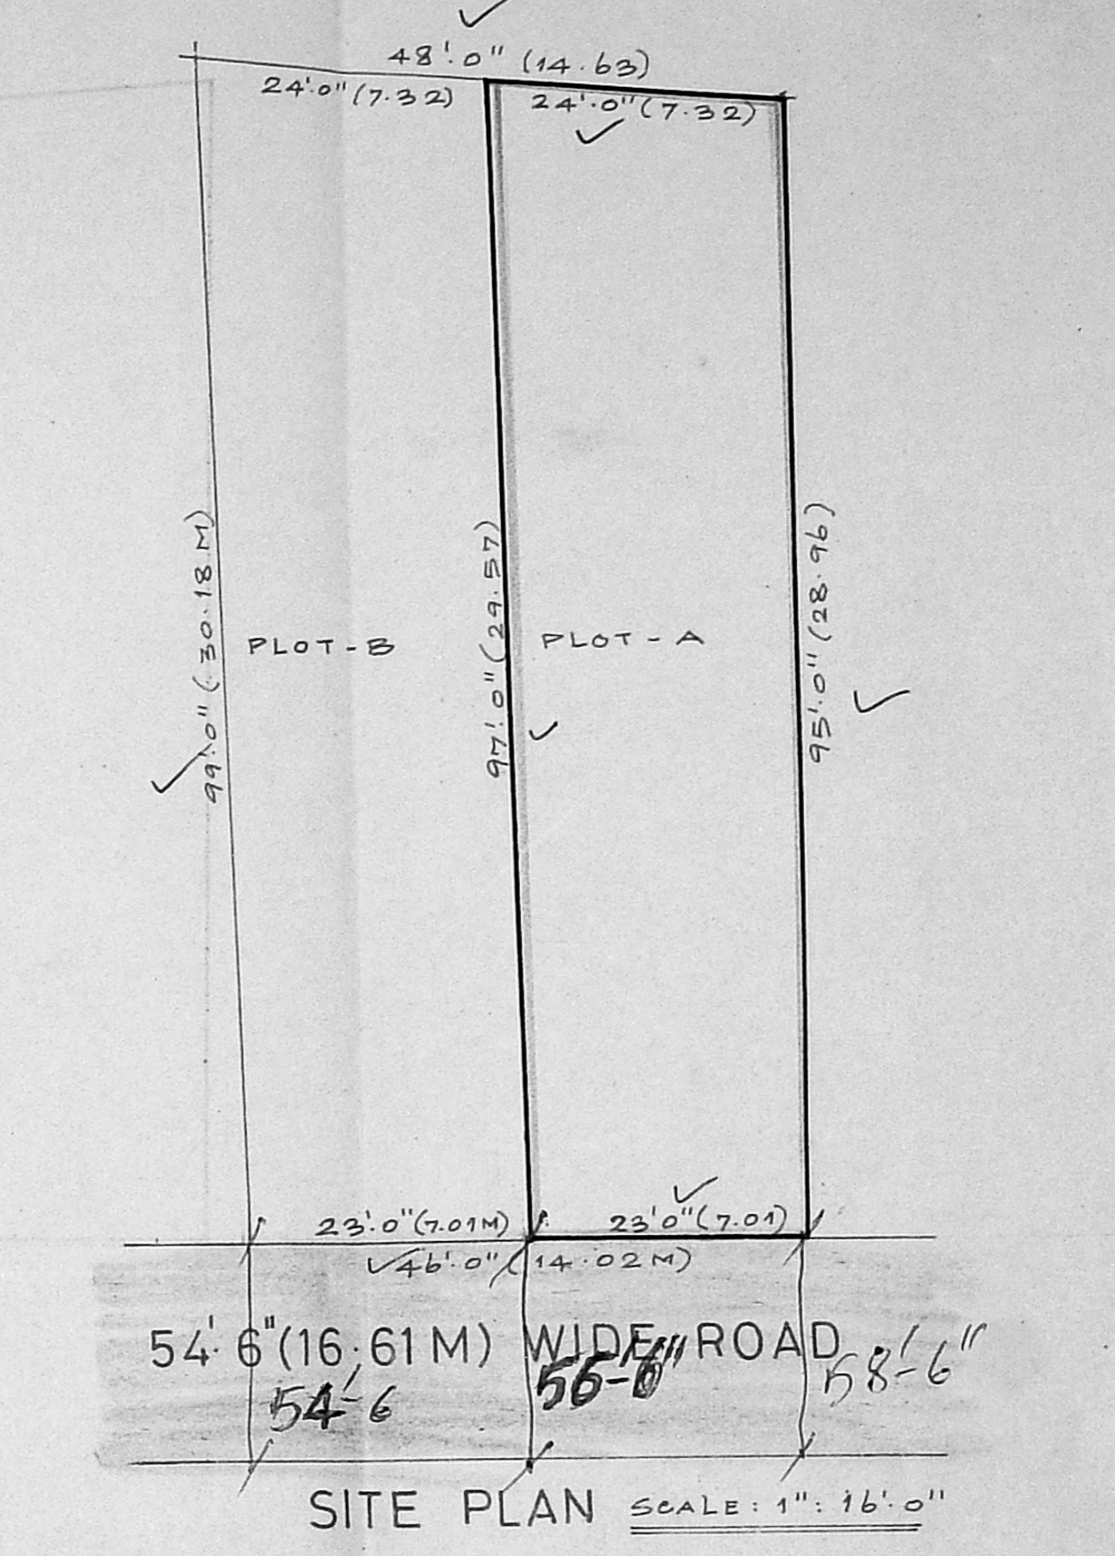 48'.0" (14.63)
24'.0" (7.32)
24'.0" (7.32)
99'.0" (30.18 M)
97'.0" (29.57)
95'.0" (28.96)
PLOT-B
PLOT-A
23'.0" (7.01M)
23'0" (7.01)
46'.0" (14.02M)
54'.6" (16.61 M) WIDE ROAD
54'-6
56'-6"
58'-6"
SITE PLAN SCALE: 1": 16'.0"